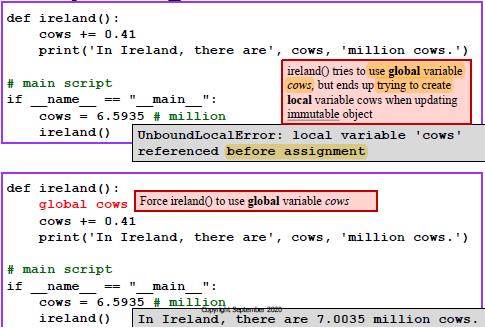 def ireland():
cows += 0.41
print('In Ireland, there are', cows, 'million cows.')
ireland() tries to use global variable
cows, but ends up trying to create
local variable cows when updating
immutable object
# main script
if __name__ == "__main__":
cows = 6.5935 # million
ireland()
UnboundLocalError: local variable 'cows'
referenced before assignment
def ireland():
global cows
Force ireland() to use global variable cows
cows += 0.41
print('In Ireland, there are', cows, 'million cows.')
# main script
if __name__ == "__main__":
cows = 6.5935 # million
Copyright September 2020
ireland()
In Ireland, there are 7.0035 million cows.